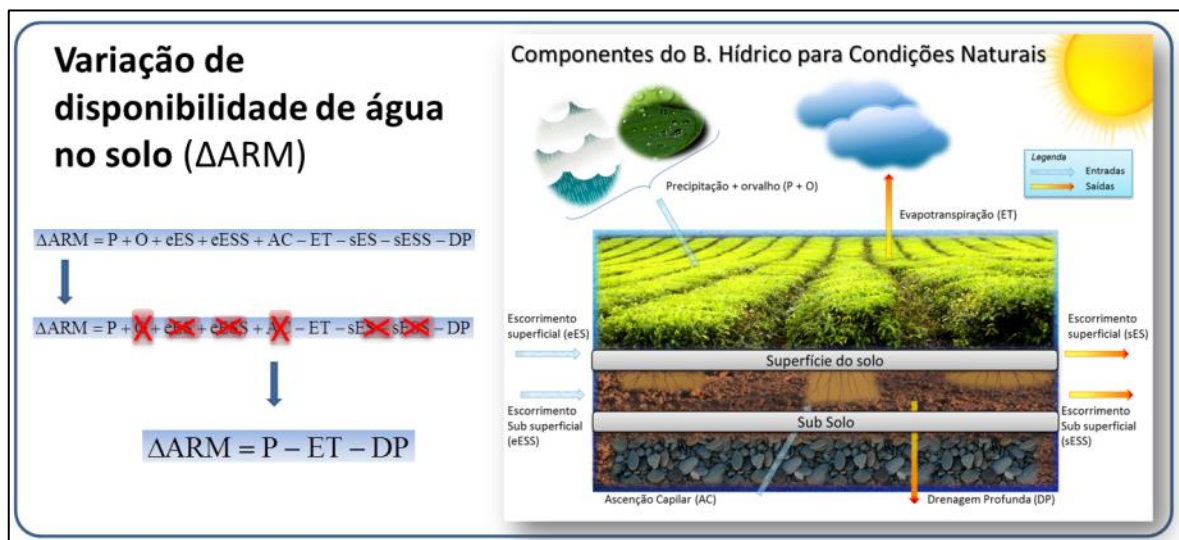 Variação de
disponibilidade de água
no solo (ΔARM)
ΔARM = P + O + eES + eESS + AC − ET − sES − sESS − DP
ΔARM = P + O + eES + eESS + AC − ET − sES − sESS − DP
ΔARM = P − ET − DP
Componentes do B. Hídrico para Condições Naturais
Legenda
Entradas
Saídas
Precipitação + orvalho (P + O)
Evapotranspiração (ET)
Escorrimento
superficial (eES)
Escorrimento
superficial (sES)
Superfície do solo
Escorrimento
Sub superficial
(eESS)
Escorrimento
Sub superficial
(sESS)
Sub Solo
Ascenção Capilar (AC)
Drenagem Profunda (DP)